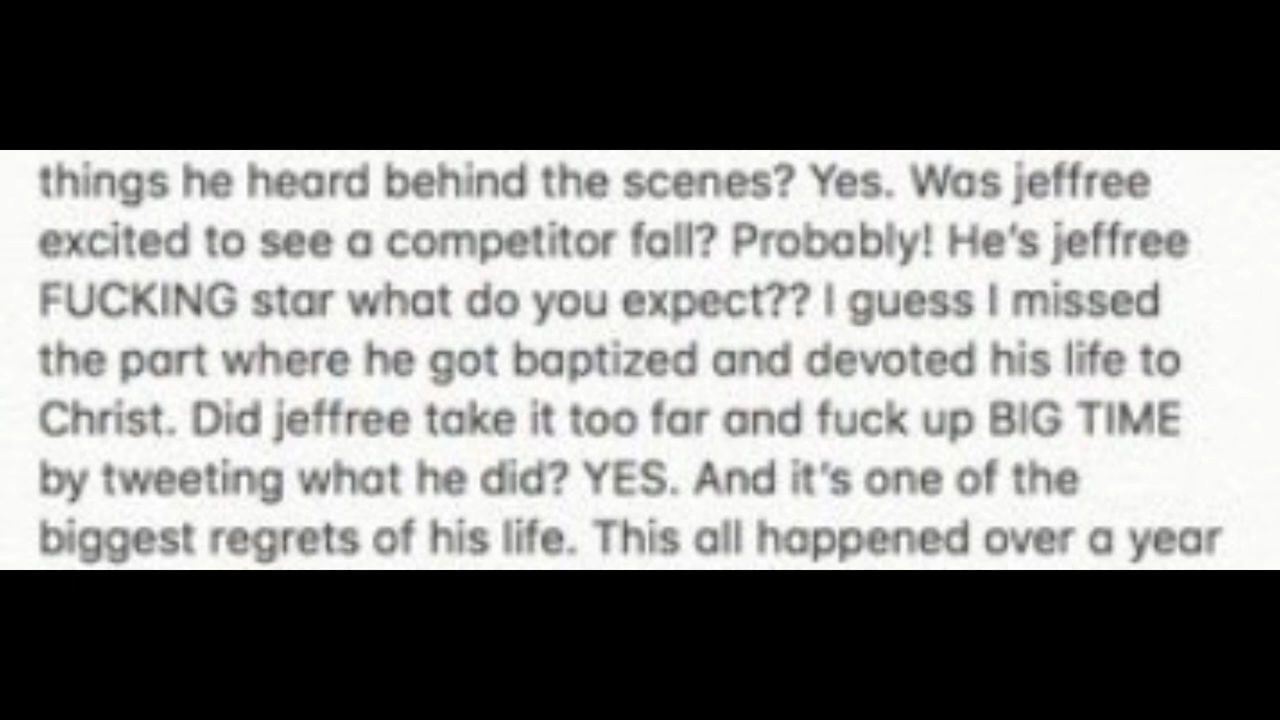 things he heard behind the scenes? Yes. Was jeffree
excited to see a competitor fall? Probably! He's jeffree
FUCKING star what do you expect?? I guess I missed
the part where he got baptized and devoted his life to
Christ. Did jeffree take it too far and fuck up BIG TIME
by tweeting what he did? YES. And it's one of the
biggest regrets of his life. This all happened over a year